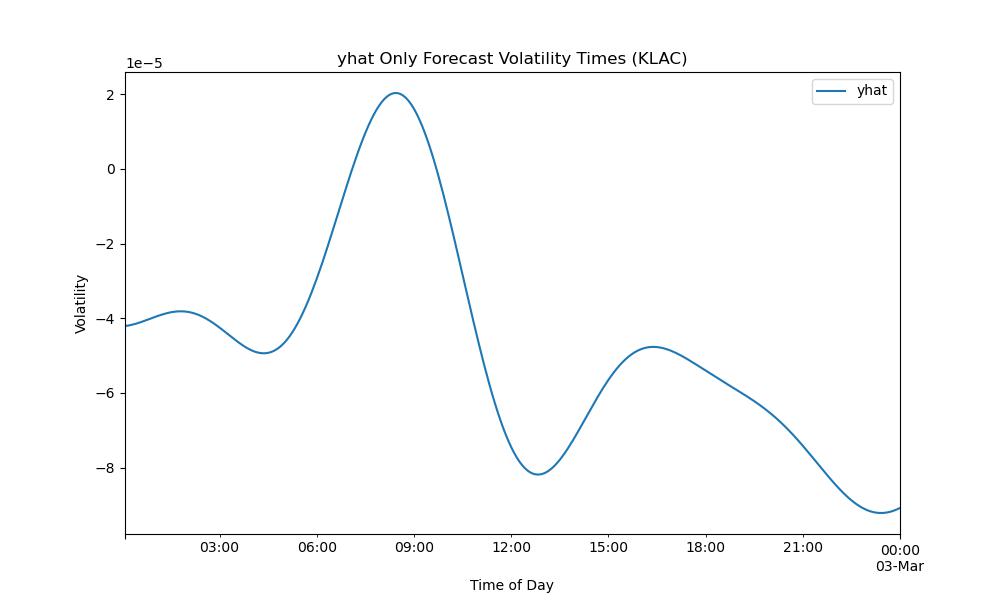 yhat Only Forecast Volatility Times (KLAC)
1e−5
yhat
2
0
−2
−4
−6
−8
Volatility
03:00
06:00
09:00
12:00
15:00
18:00
21:00
00:00
03-Mar
Time of Day